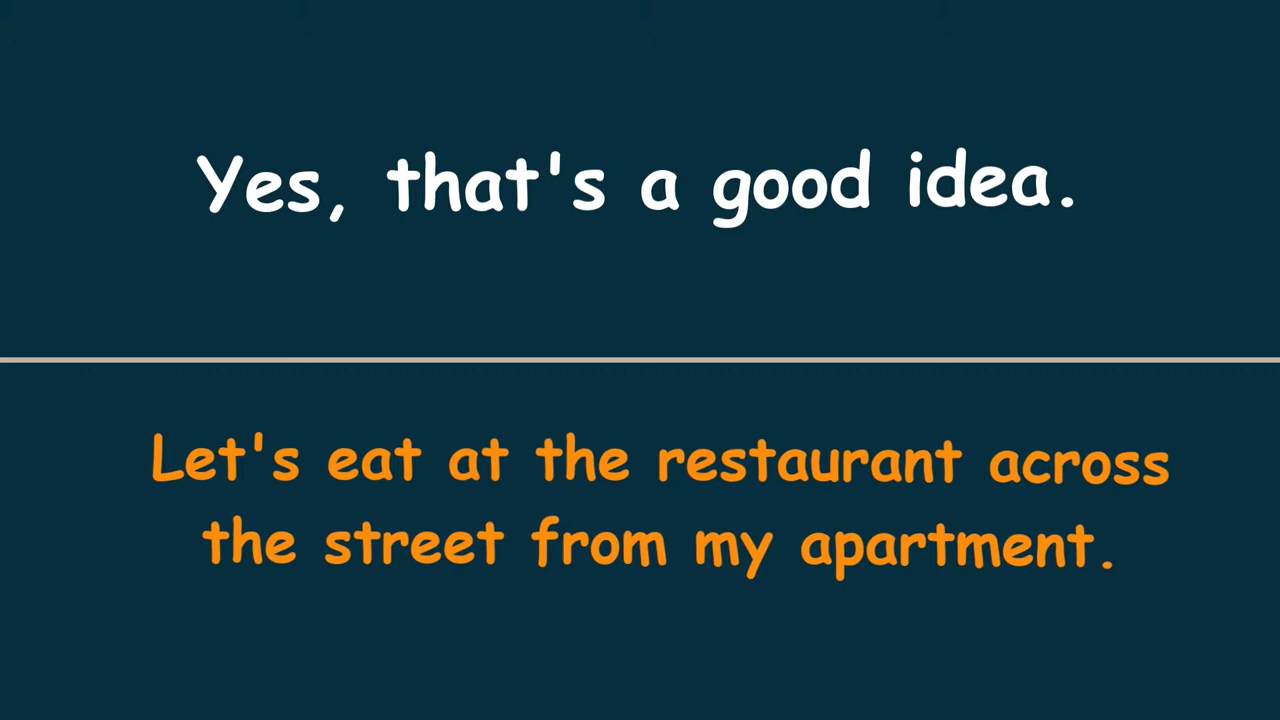 Yes, that's a good idea.
Let's eat at the restaurant across
the street from my apartment.